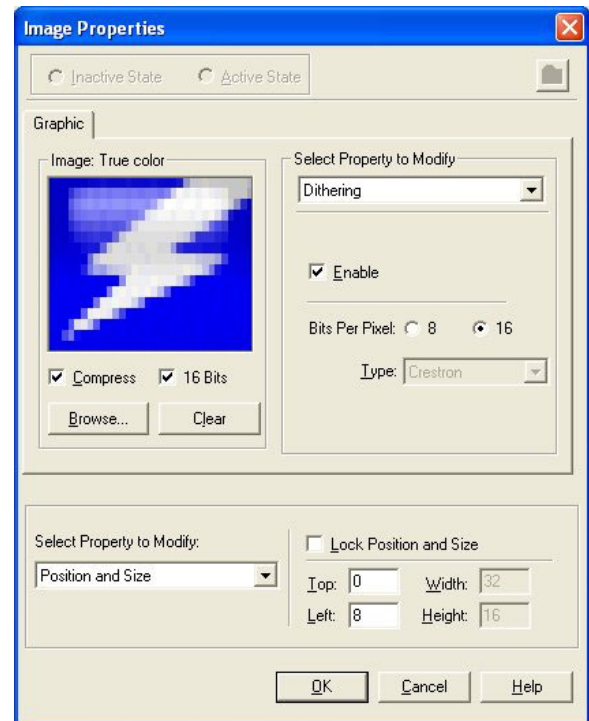 Image Properties
Inactive State Active State
Graphic
Image: True color
Select Property to Modify
Dithering
Enable
Bits Per Pixel: 8 16
Type: Crestron
Compress 16 Bits
Browse... Clear
Select Property to Modify:
Position and Size
Lock Position and Size
Top: 0 Width: 32
Left: 8 Height: 16
OK Cancel Help